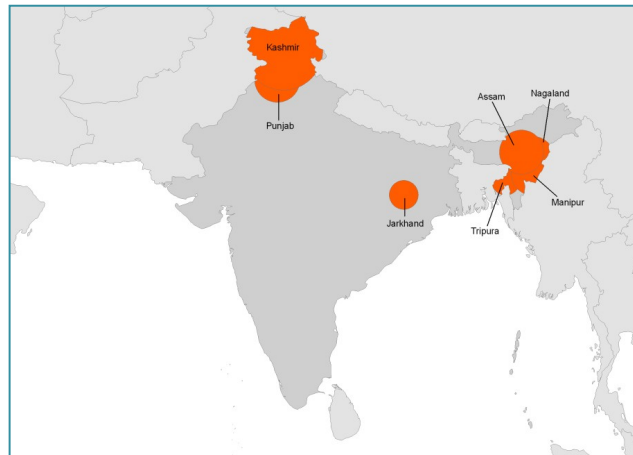 Kashmir
Punjab
Assam
Nagaland
Jarkhand
Manipur
Tripura